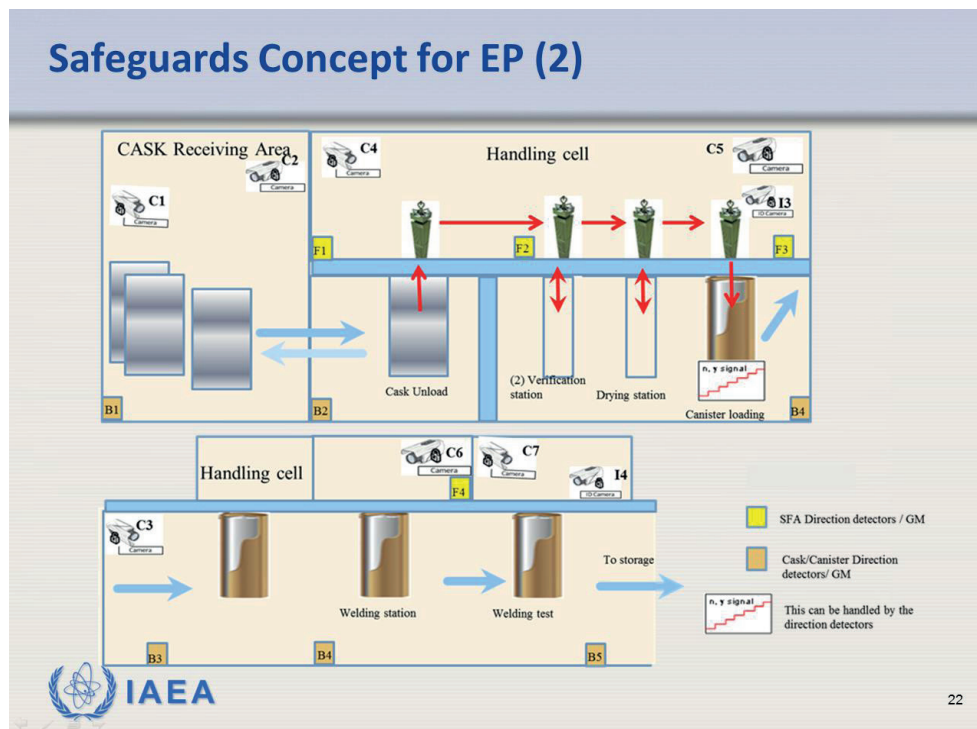 Safeguards Concept for EP (2)
CASK Receiving Area
C2
Camera
C1
Camera
C4
Camera
Handling cell
C5
Camera
I3
ID Camera
F1
F2
F3
Cask Unload
(2) Verification
station
Drying station
n, γ signal
Canister loading
B1
B2
B4
Handling cell
C6
Camera
C7
Camera
I4
ID Camera
F4
C3
Camera
Welding station
Welding test
To storage
B3
B4
B5
SFA Direction detectors / GM
Cask/Canister Direction
detectors/ GM
n, γ signal
This can be handled by the
direction detectors
IAEA
22